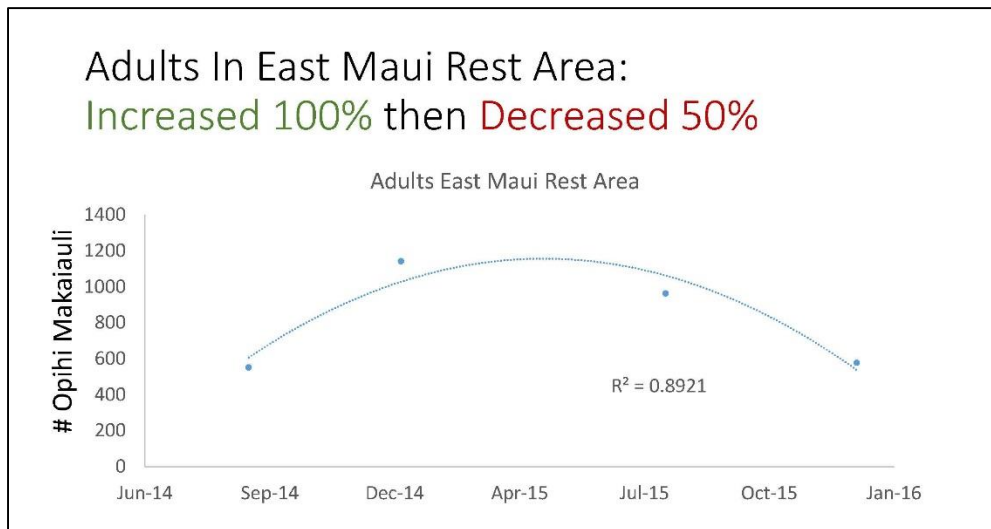 Adults In East Maui Rest Area:
Increased 100% then Decreased 50%
Adults East Maui Rest Area
# Opihi Makaiauli
1400
1200
1000
800
600
400
200
0
R² = 0.8921
Jun-14 Sep-14 Dec-14 Apr-15 Jul-15 Oct-15 Jan-16